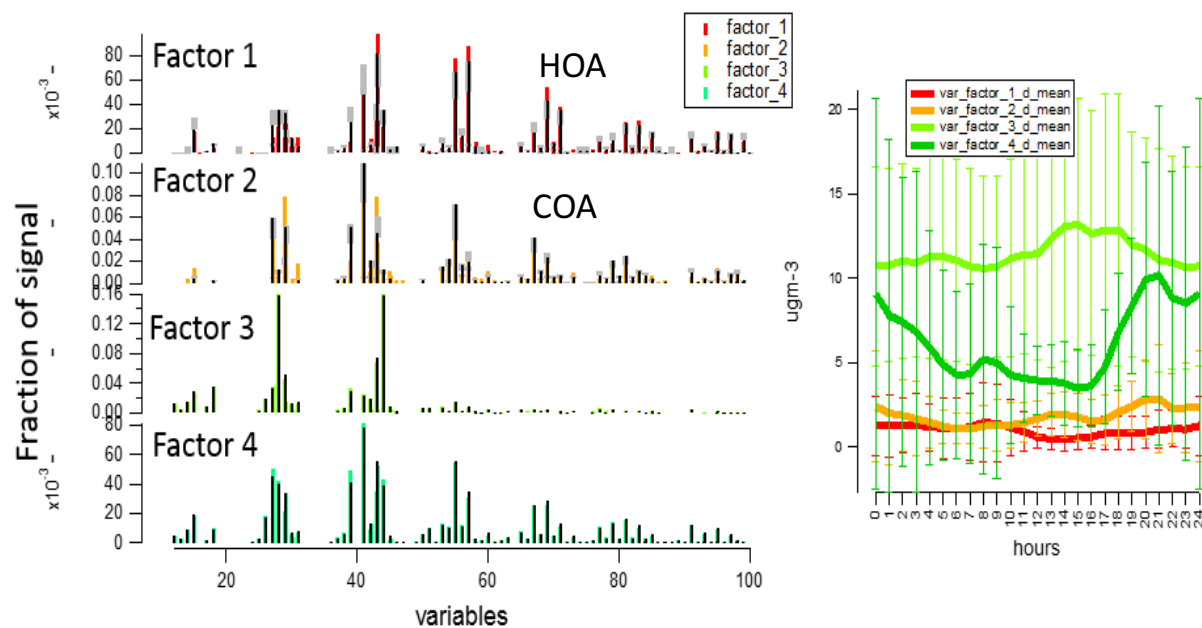 Factor 1
HOA
factor_1
factor_2
factor_3
factor_4
80
60
40
20
0
x10⁻³
Factor 2
COA
0.10
0.08
0.06
0.04
0.02
0.00
Factor 3
0.16
0.12
0.08
0.04
0.00
Factor 4
80
60
40
20
0
x10⁻³
Fraction of signal
20 40 60 80 100
variables
var_factor_1_d_mean
var_factor_2_d_mean
var_factor_3_d_mean
var_factor_4_d_mean
20
15
10
5
0
ugm-3
0 1 2 3 4 5 6 7 8 9 10 11 12 13 14 15 16 17 18 19 20 21 22 23 24
hours